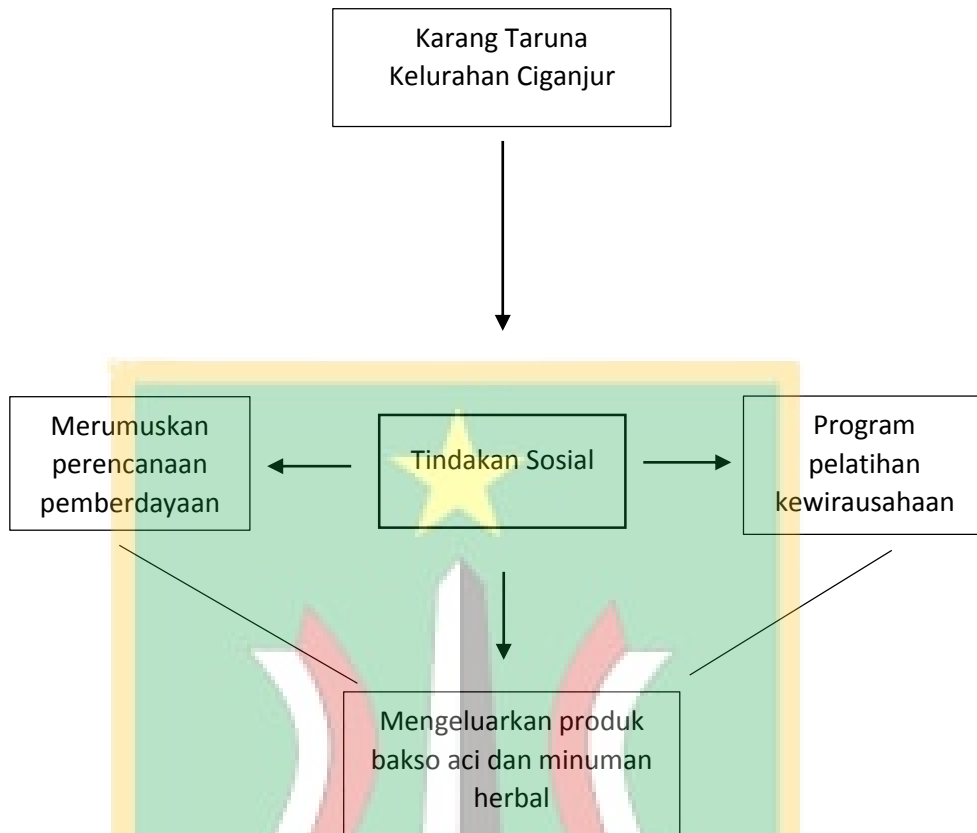 Karang Taruna
Kelurahan Ciganjur
Merumuskan
perencanaan
pemberdayaan
Tindakan Sosial
Program
pelatihan
kewirausahaan
Mengeluarkan produk
bakso aci dan minuman
herbal